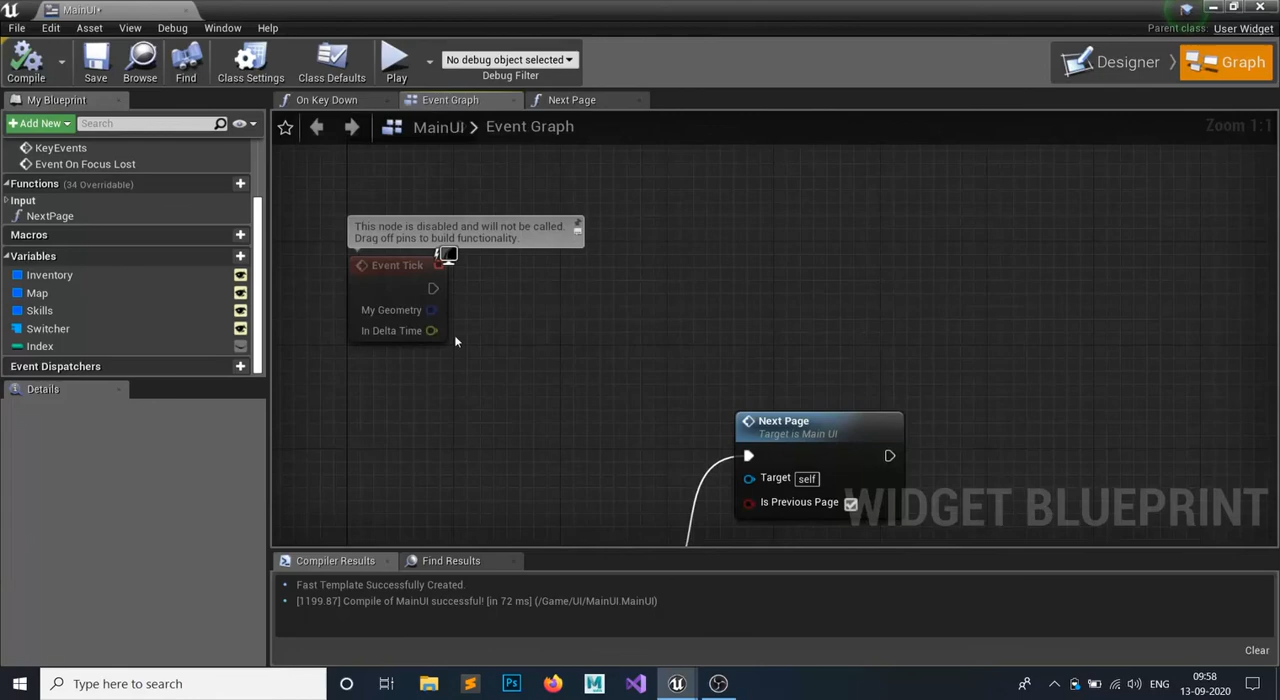 MainUI*
File Edit Asset View Window Help
Parent class: User Widget
Compile Save Browse Find Class Settings Class Defaults Play
No debug object selected
Debug Filter
Designer Graph
My Blueprint
On Key Down Event Graph Next Page
Add New Search
MainUI > Event Graph
Zoom 1:1
KeyEvents
Event On Focus Lost
Functions (34 Overridable)
Input
NextPage
Macros
Variables
Inventory
Map
Skills
Switcher
Index
Event Dispatchers
Details
This node is disabled and will not be called.
Drag off pins to build functionality.
Event Tick
My Geometry
In Delta Time
Next Page
Target is Main UI
Target self
Is Previous Page
WIDGET BLUEPRINT
Compiler Results Find Results
Fast Template Successfully Created.
[1199.87] Compile of MainUI successful! [in 72 ms] (/Game/UI/MainUI.MainUI)
Clear
Type here to search
Ps
M
ENG
09:58
13-09-2020